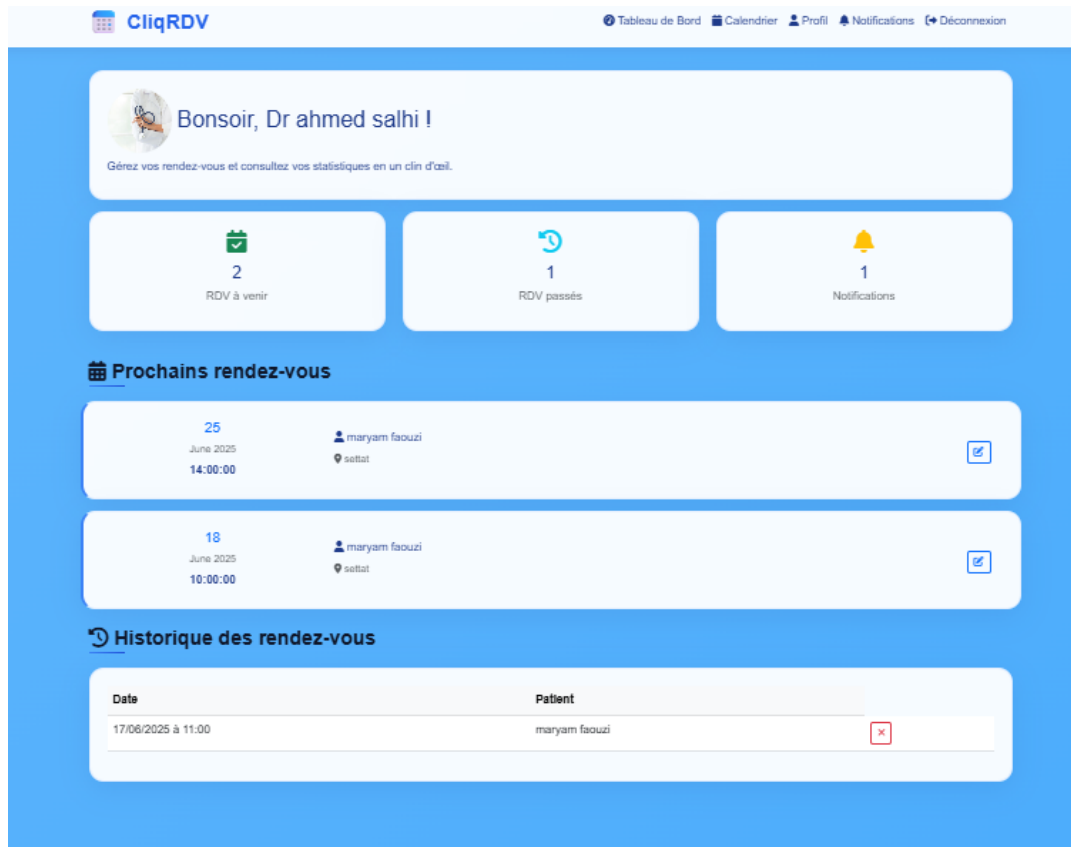 CliqRDV
Tableau de Bord Calendrier Profil Notifications Déconnexion
Bonsoir, Dr ahmed salhi !
Gérez vos rendez-vous et consultez vos statistiques en un clin d'œil.
2
RDV à venir
1
RDV passés
1
Notifications
Prochains rendez-vous
25
June 2025
14:00:00
maryam faouzi
settat
18
June 2025
10:00:00
maryam faouzi
settat
Historique des rendez-vous
Date Patient
17/06/2025 à 11:00 maryam faouzi